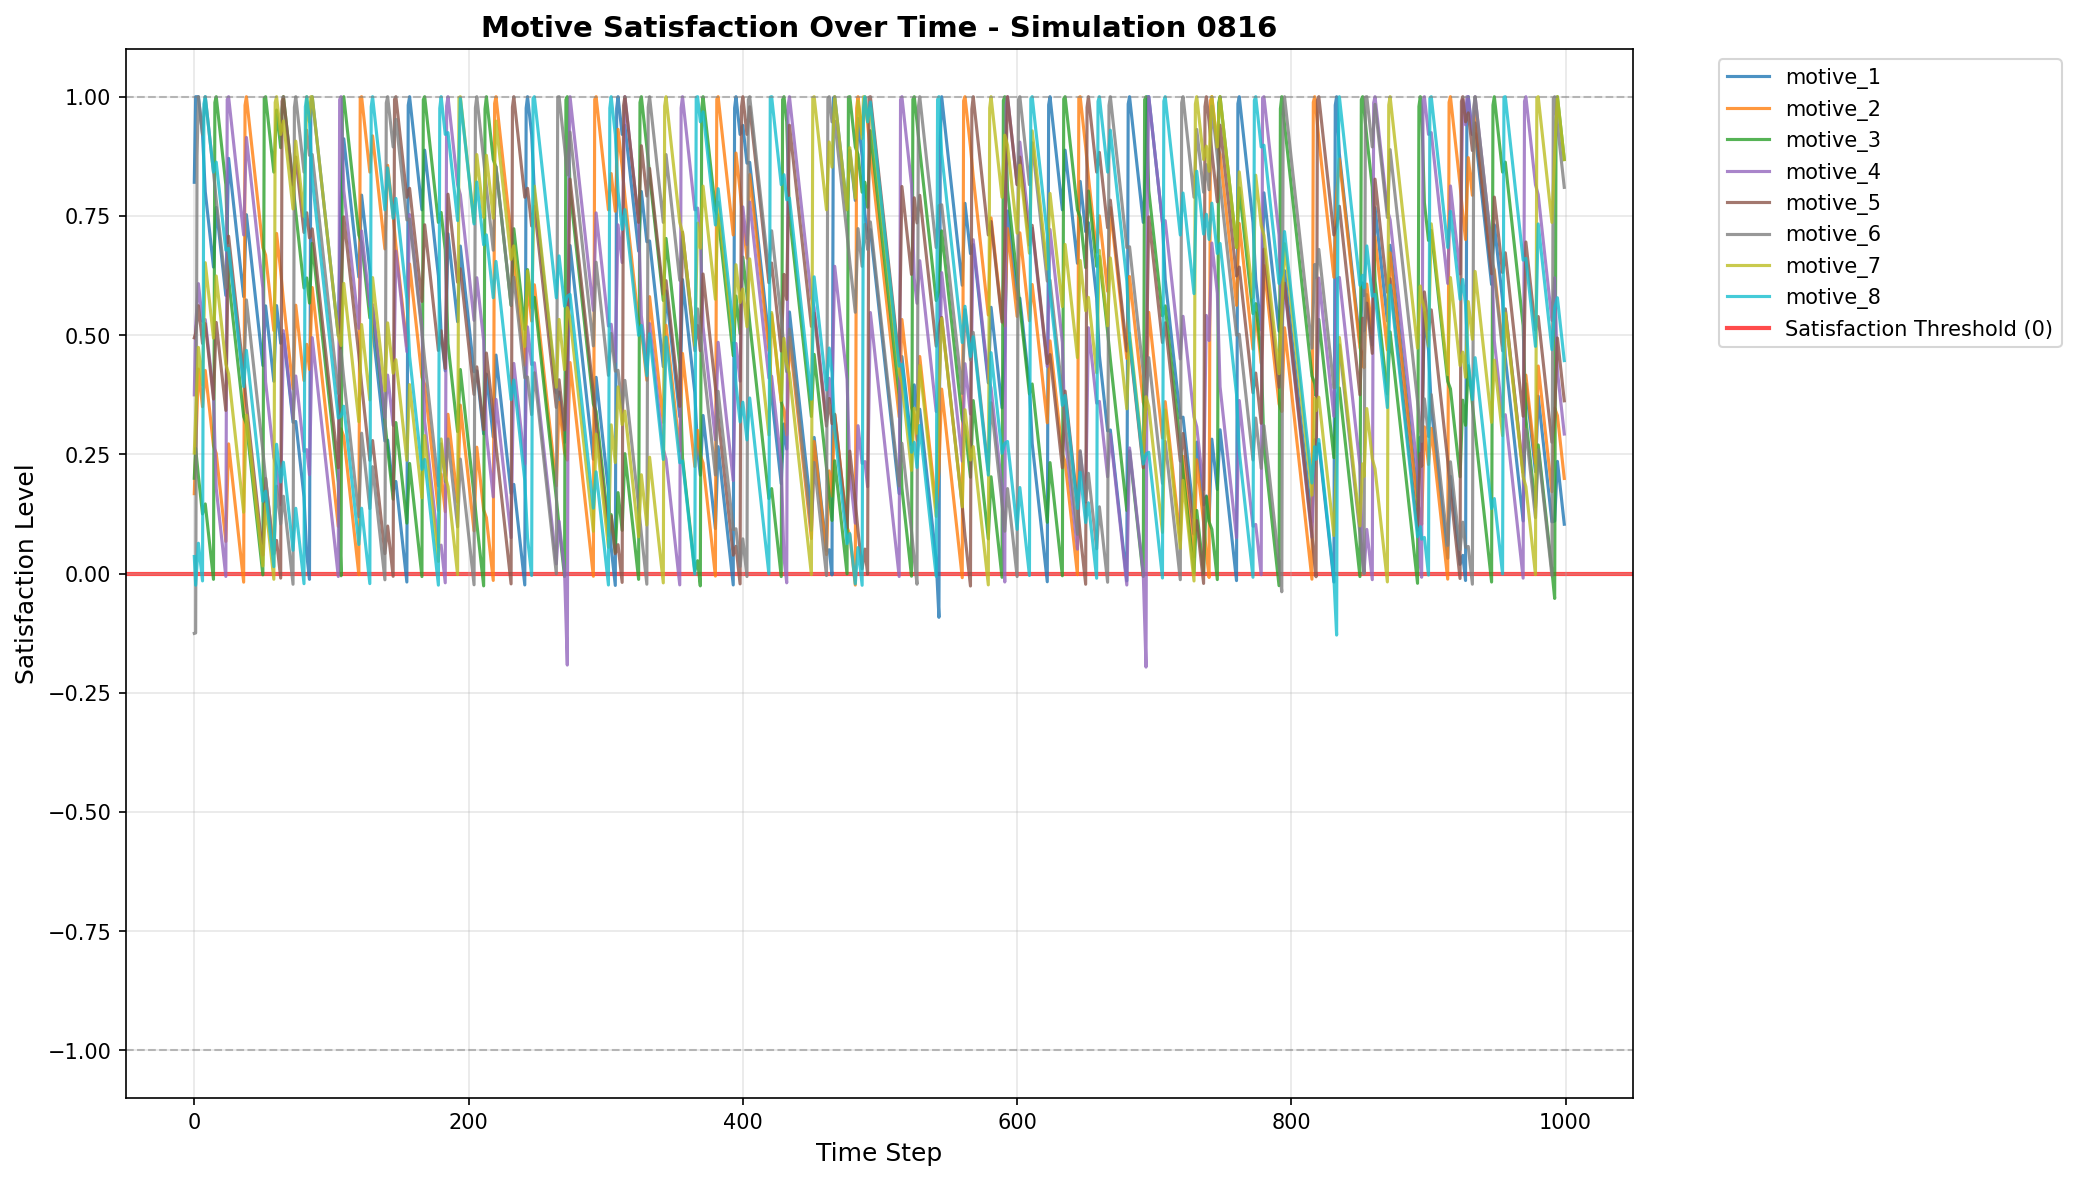 Motive Satisfaction Over Time - Simulation 0816
1.00
0.75
0.50
0.25
0.00
−0.25
−0.50
−0.75
−1.00
Satisfaction Level
0
200
400
600
800
1000
Time Step
motive_1
motive_2
motive_3
motive_4
motive_5
motive_6
motive_7
motive_8
Satisfaction Threshold (0)